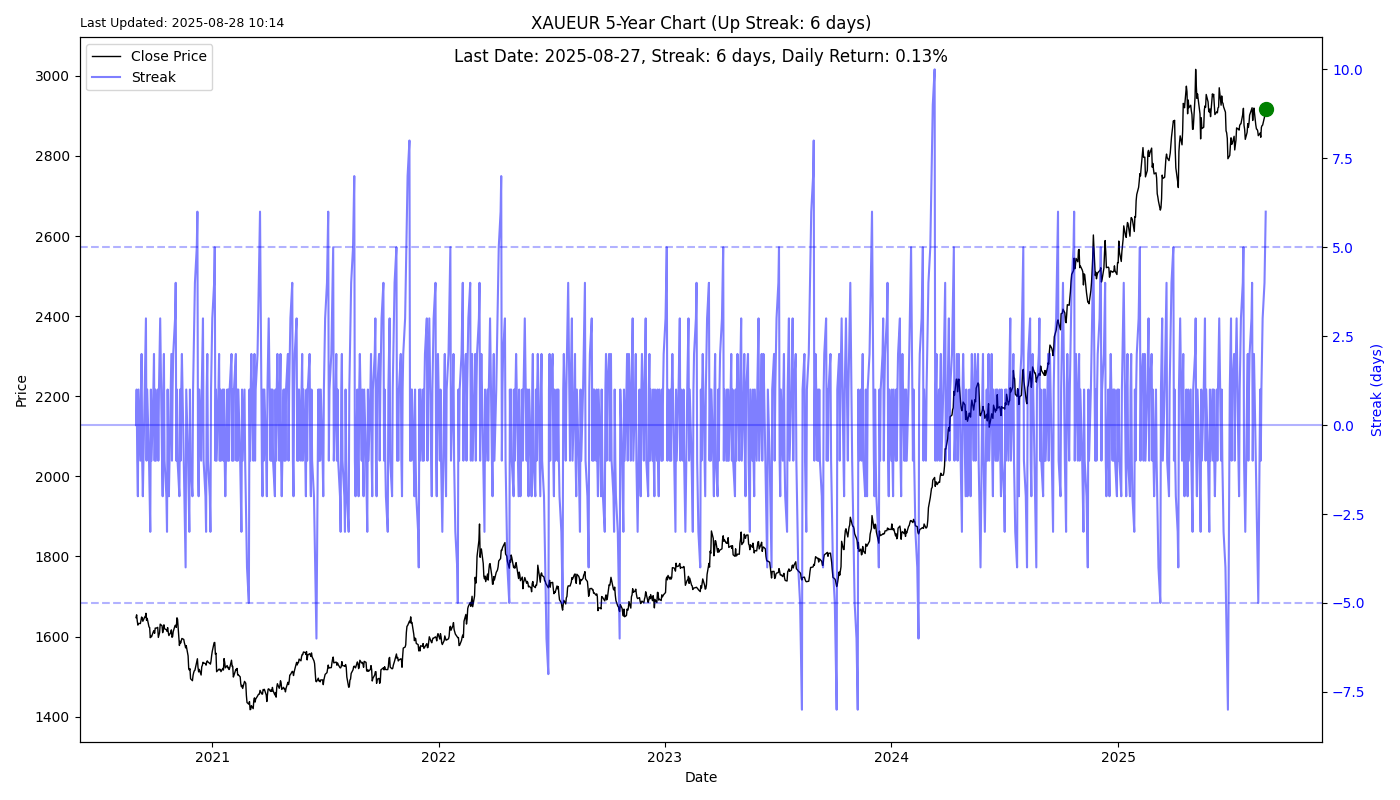 Last Updated: 2025-08-28 10:14
XAUEUR 5-Year Chart (Up Streak: 6 days)
Last Date: 2025-08-27, Streak: 6 days, Daily Return: 0.13%
Close Price
Streak
3000
2800
2600
2400
2200
2000
1800
1600
1400
Price
10.0
7.5
5.0
2.5
0.0
−2.5
−5.0
−7.5
Streak (days)
2021 2022 2023 2024 2025
Date